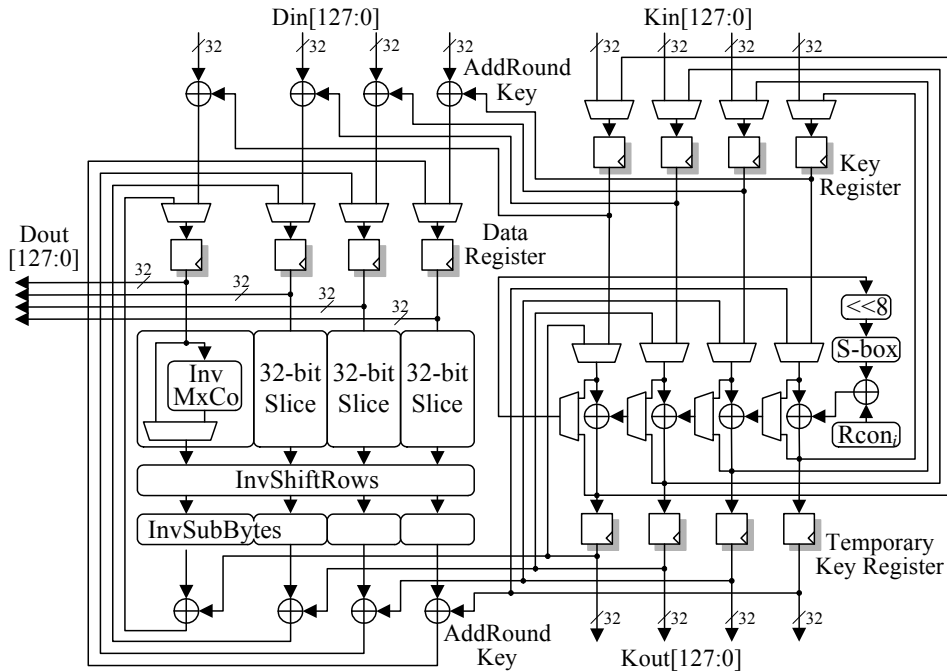 Din[127:0]
Kin[127:0]
32
32
32
32
32
32
32
32
AddRound
Key
Key
Register
Dout
[127:0]
Data
Register
32
32
32
32
<<8
S-box
Rconi
Inv
MxCo
32-bit
Slice
32-bit
Slice
32-bit
Slice
InvShiftRows
InvSubBytes
Temporary
Key Register
AddRound
Key
32
32
32
32
Kout[127:0]